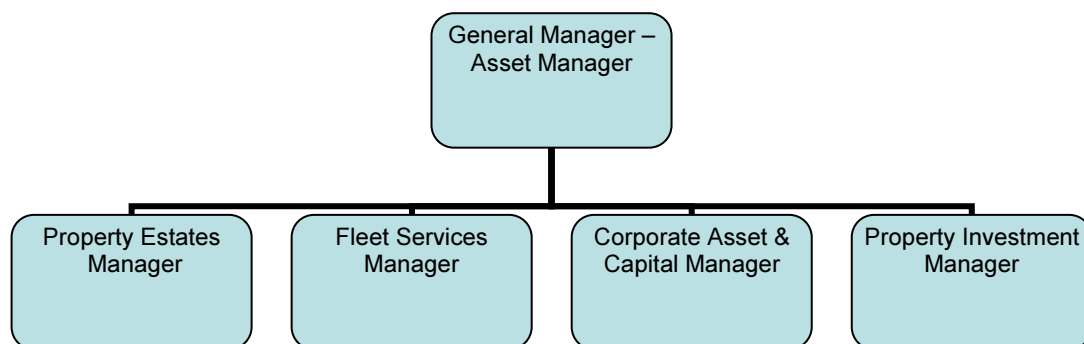 General Manager –
Asset Manager
Property Estates
Manager
Fleet Services
Manager
Corporate Asset &
Capital Manager
Property Investment
Manager